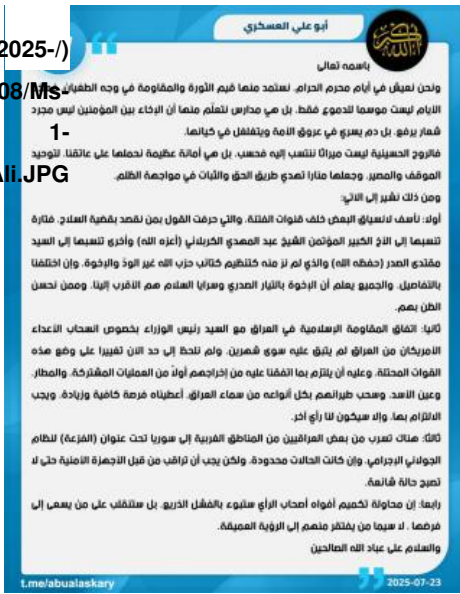 أبو علي العسكري
2025-/)
باسمه تعالى
ونحن نعيش في أيام محرم الحرام، نستمد منها قيم الثورة والمقاومة في وجه الطغيان،
08/Ms-
الأيام ليست موسما للدموع فقط، بل هي مدارس نتعلّم منها أن الإخاء بين المؤمنين ليس مجرد
1-
شعار يرفع، بل دم يسري في عروق الأمة ويتغلغل في كيانها.
فالروح الحسينية ليست ميراثًا ننتسب إليه فحسب، بل هي أمانة عظيمة نحملها على عاتقنا، لتوحيد
li.JPG
الموقف والمصير، وجعلها منارا تهدي طريق الحق والثبات في مواجهة الظلم.
ومن ذلك نشير إلى الآتي:
أولا: نأسف لانسياق البعض خلف قنوات الفتنة، والتي حرفت القول بمن نقصد بقضية السلاح، فتارة
تنسبها إلى الأخ الكبير المؤتمن الشيخ عبد المهدي الكربلائي (أعزه الله) وأخرى تنسبها إلى السيد
مقتدى الصدر (حفظه الله) والذي لم نر منه كتنظيم كتائب حزب الله غير الودّ والإخوة، وإن اختلفنا
بالتفاصيل، والجميع يعلم أن الإخوة بالتيار الصدري وسرايا السلام هم الأقرب إلينا، وممن نحسن
الظن بهم.
ثانيا: اتفاق المقاومة الإسلامية في العراق مع السيد رئيس الوزراء بخصوص انسحاب الأعداء
الأمريكان من العراق لم يتبق عليه سوى شهرين، ولم نلحظ إلى حد الآن تغييرا على وضع هذه
القوات المحتلة، وعليه أن يلتزم بما اتفقنا عليه من إخراجهم أولاً من العمليات المشتركة، والمطار،
وعين الأسد، وسحب طيرانهم بكل أنواعه من سماء العراق، أعطيناه فرصة كافية وزيادة، ويجب
الالتزام بها، وإلا سيكون لنا رأي آخر.
ثالثا: هناك تسرب من بعض العراقيين من المناطق الغربية إلى سوريا تحت عنوان (الفزعة) لنظام
الجولاني الإجرامي، وإن كانت الحالات محدودة، ولكن يجب أن تراقب من قبل الأجهزة الأمنية حتى لا
تصبح حالة شائعة.
رابعا: إن محاولة تكميم أفواه أصحاب الرأي ستبوء بالفشل الذريع، بل ستنقلب على من يسعى إلى
فرضها ، لا سيما من يفتقر منهم إلى الرؤية العميقة.
والسلام على عباد الله الصالحين
t.me/abualaskary
2025-07-23